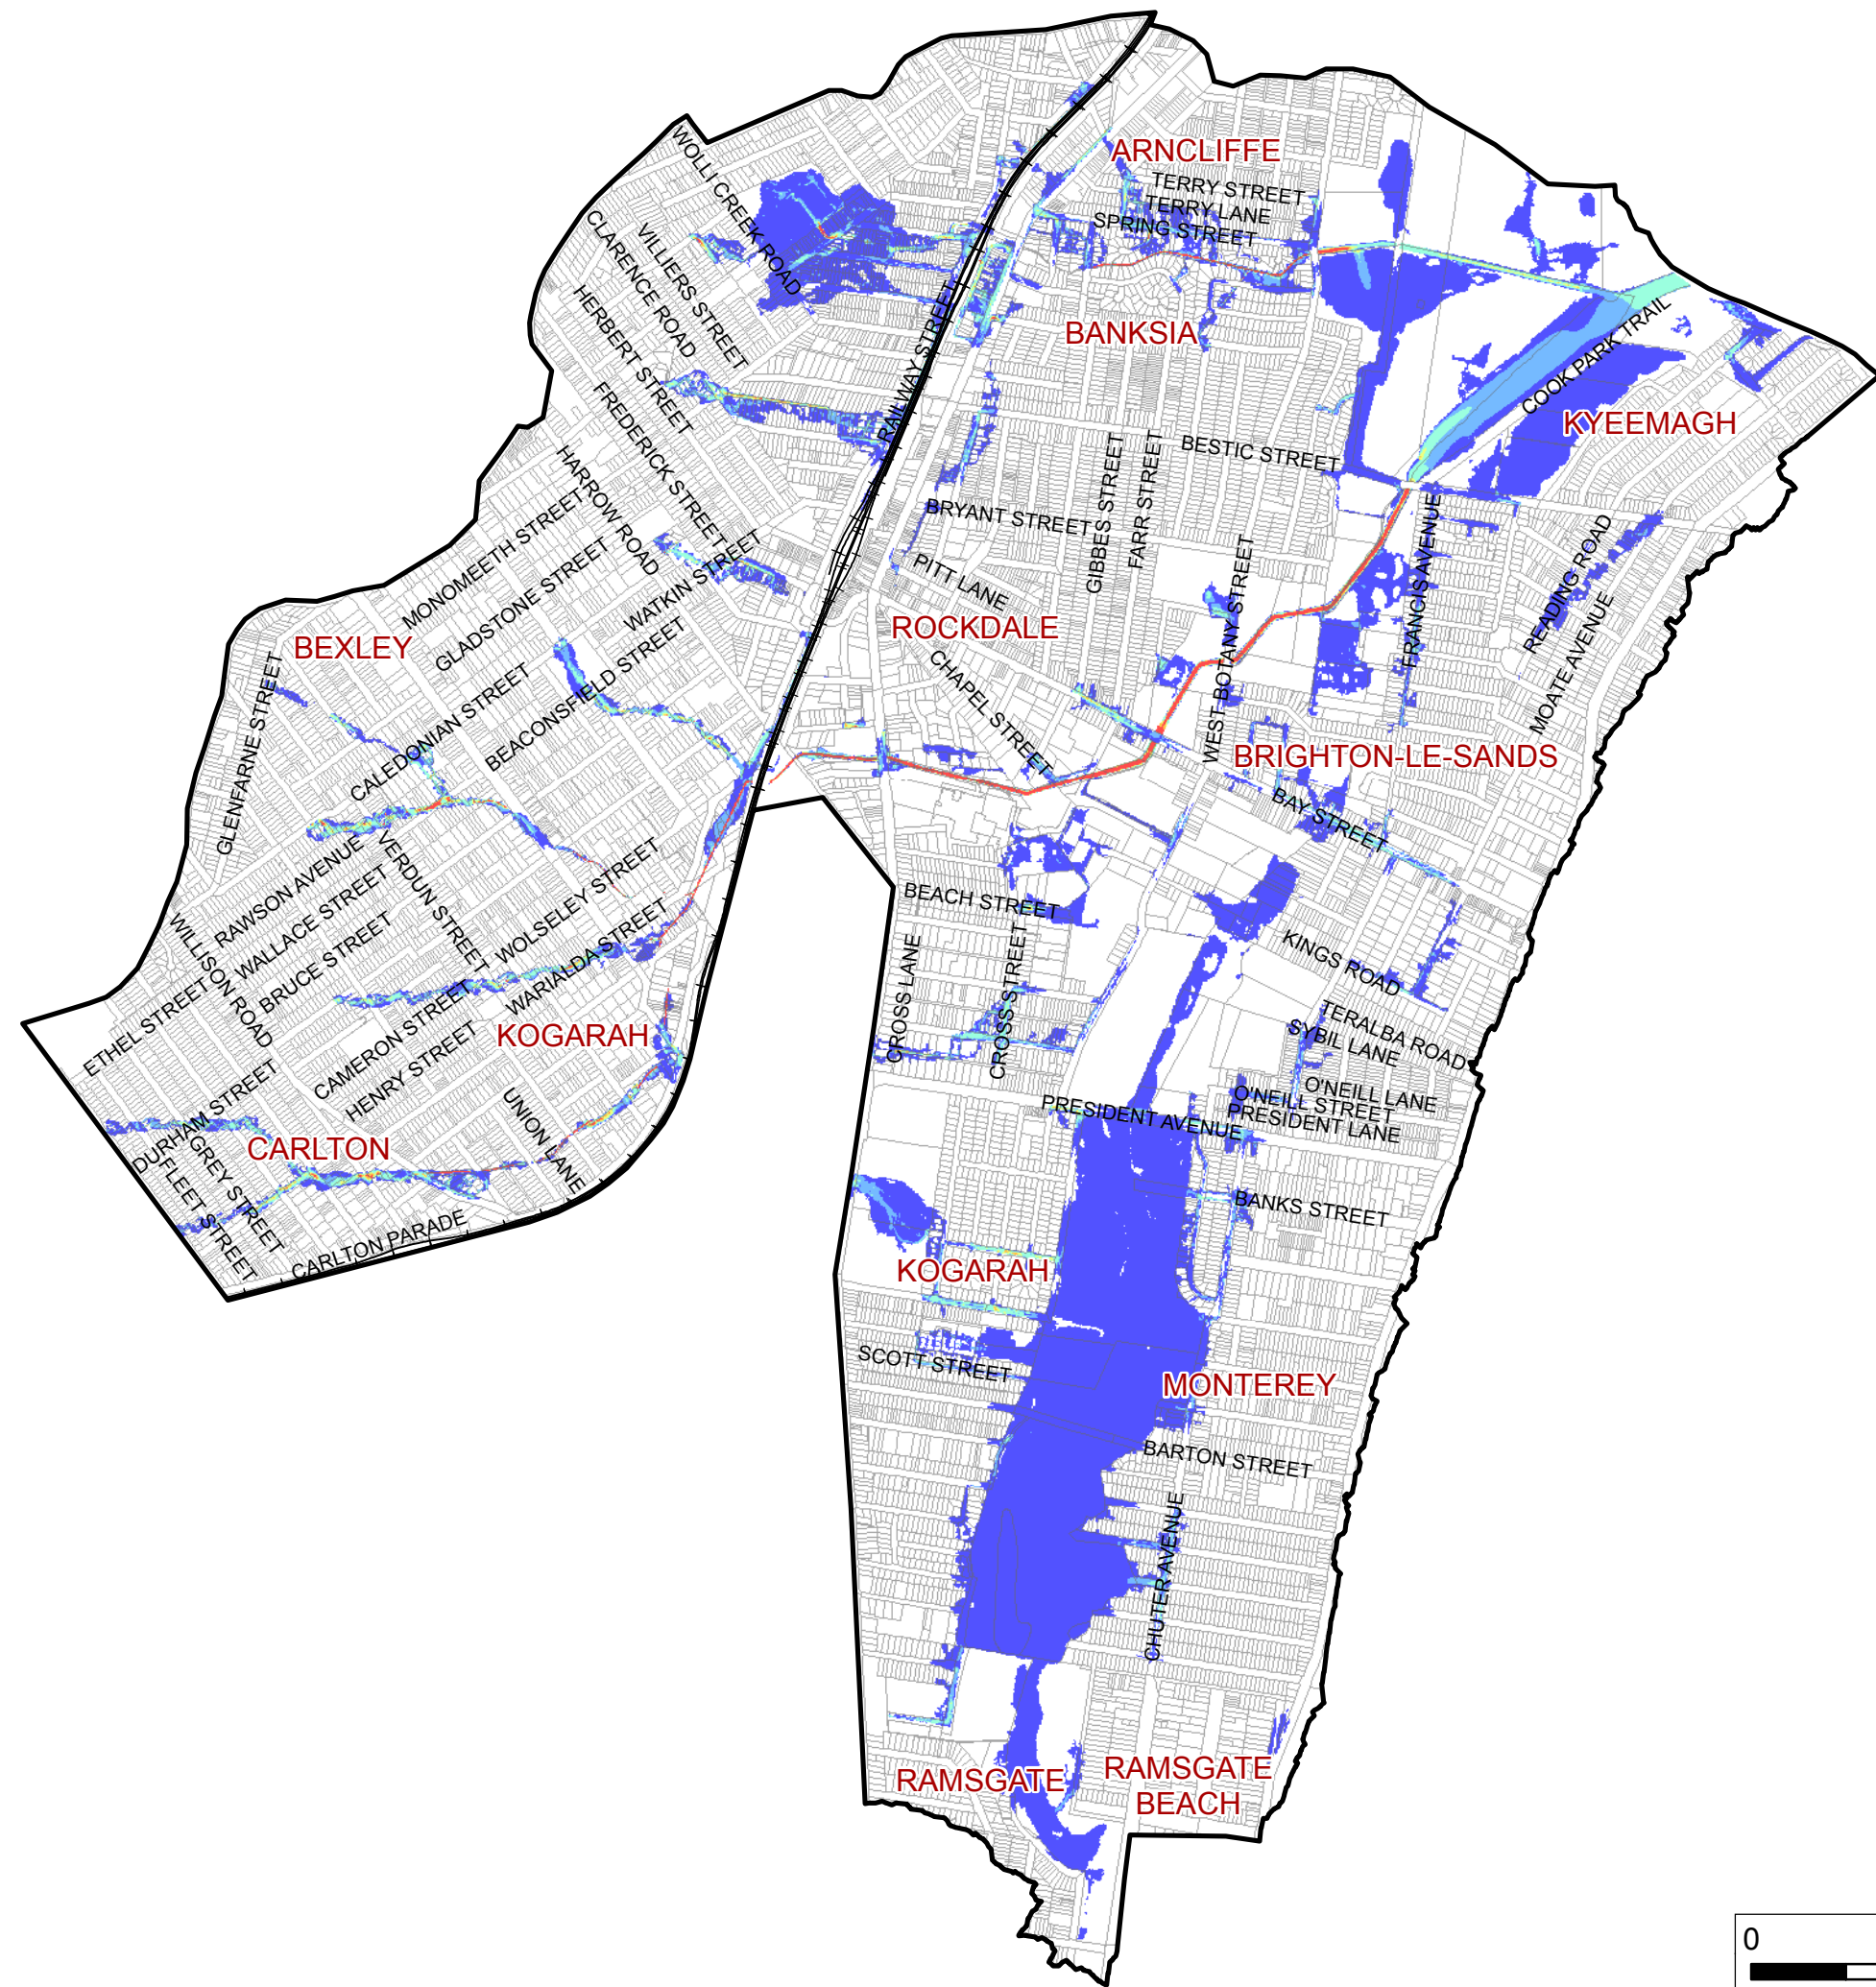 ARNCLIFFE
WOLLI CREEK ROAD
TERRY STREET
TERRY LANE
SPRING STREET
CLARENCE ROAD
VILLIERS STREET
HERBERT STREET
RAILWAY STREET
BANKSIA
COOK PARK TRAIL
KYEEMAGH
FREDERICK STREET
HARROW ROAD
BESTIC STREET
GIBBES STREET
FARR STREET
BRYANT STREET
MONOMEETH STREET
GLADSTONE STREET
WATKIN STREET
PITT LANE
WEST BOTANY STREET
FRANCIS AVENUE
READING ROAD
MOATE AVENUE
BEXLEY
ROCKDALE
GLENFARNE STREET
CALEDONIAN STREET
BEACONSFIELD STREET
CHAPEL STREET
BRIGHTON-LE-SANDS
BAY STREET
RAWSON AVENUE
VERDUN STREET
WALLACE STREET
BRUCE STREET
WOLSELEY STREET
WARIALDA STREET
BEACH STREET
WILLISON ROAD
ETHEL STREET
CAMERON STREET
HENRY STREET
KOGARAH
CROSS LANE
CROSS STREET
KINGS ROAD
TERALBA ROAD
SYBIL LANE
O'NEILL LANE
O'NEILL STREET
PRESIDENT LANE
PRESIDENT AVENUE
DURHAM STREET
GREY STREET
FLEET STREET
CARLTON
UNION LANE
CARLTON PARADE
BANKS STREET
KOGARAH
SCOTT STREET
MONTEREY
BARTON STREET
CHUTER AVENUE
RAMSGATE
RAMSGATE
BEACH
0